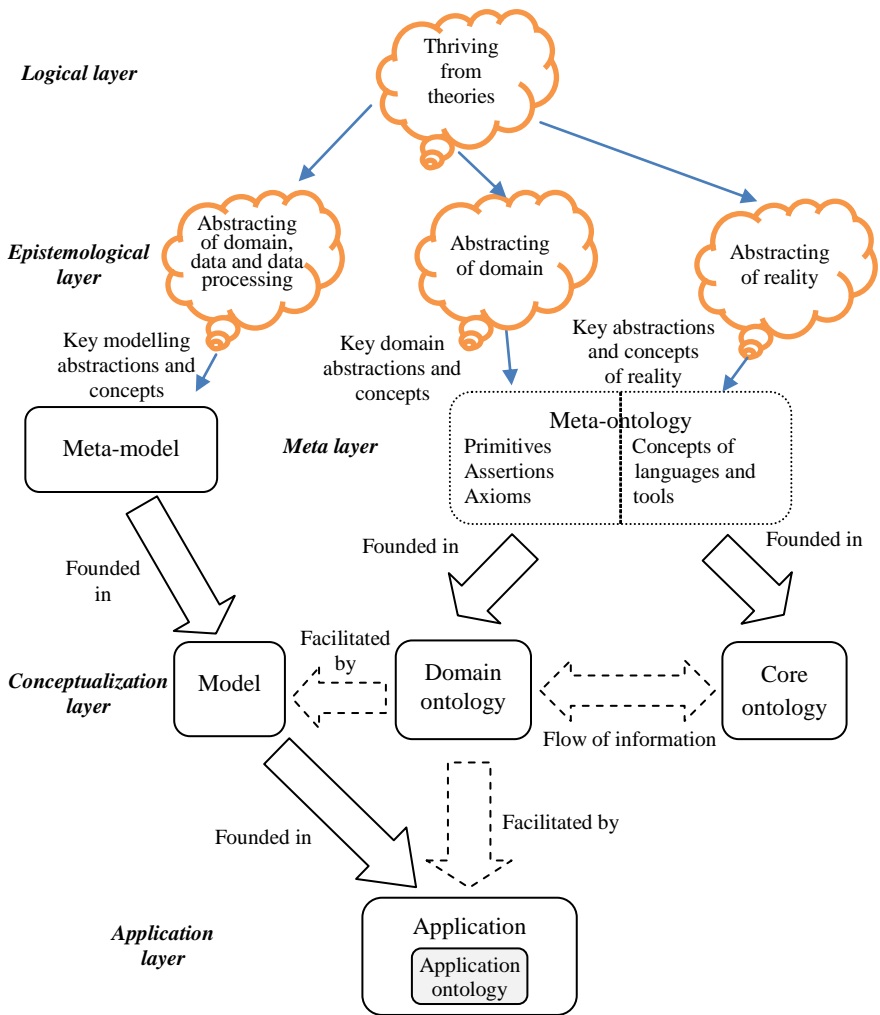 Logical layer
Thriving
from
theories
Epistemological
layer
Abstracting
of domain,
data and data
processing
Abstracting
of domain
Abstracting
of reality
Key modelling
abstractions and
concepts
Key domain
abstractions and
concepts
Key abstractions
and concepts
of reality
Meta-model
Meta layer
Meta-ontology
Primitives
Assertions
Axioms
Concepts of
languages and
tools
Founded
in
Founded in
Founded in
Conceptualization
layer
Model
Facilitated
by
Domain
ontology
Flow of information
Core
ontology
Founded in
Facilitated by
Application
layer
Application
Application
ontology